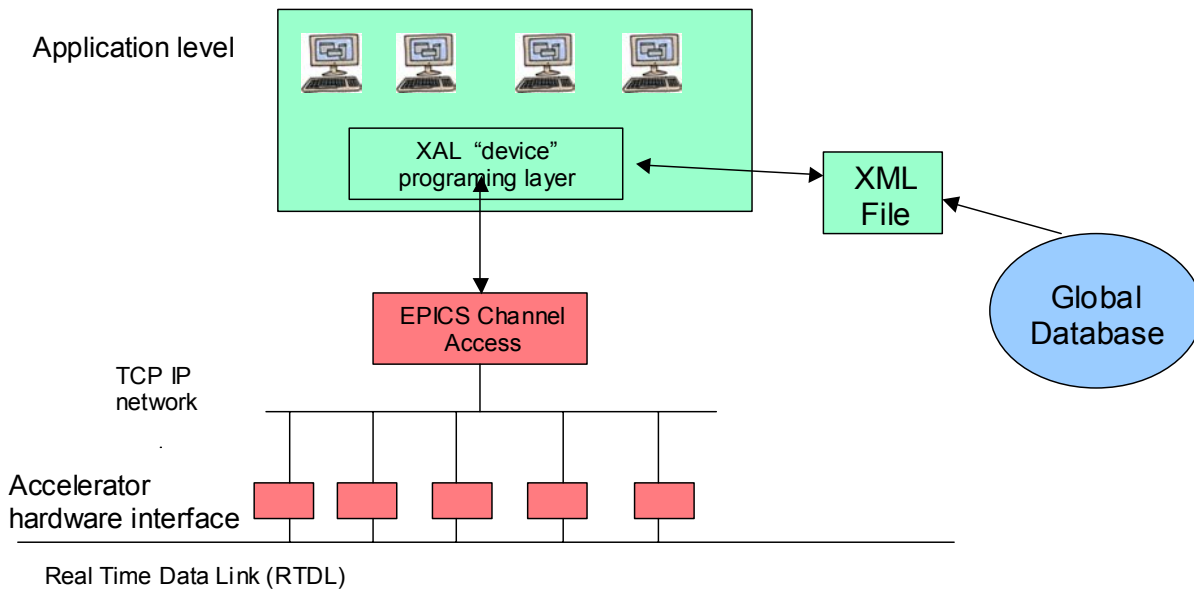 Application level
XAL “device”
programing layer
XML
File
Global
Database
EPICS Channel
Access
TCP IP
network
.
Accelerator
hardware interface
Real Time Data Link (RTDL)